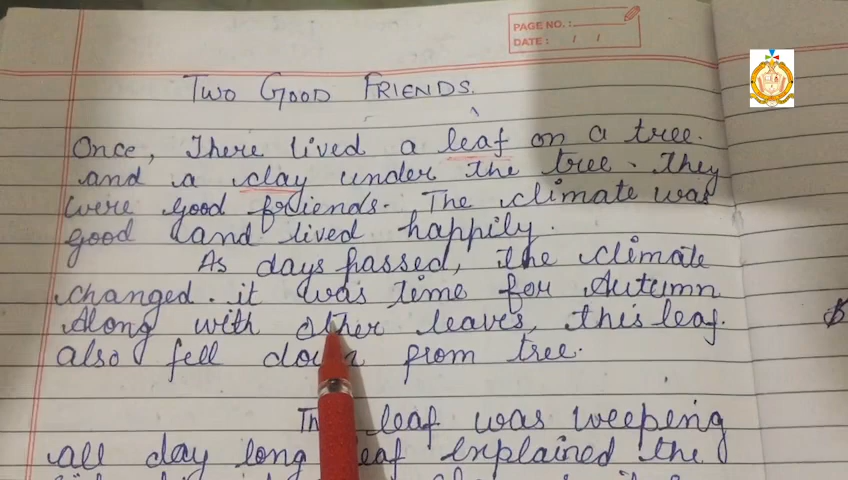 PAGE NO. :
DATE : / /
TWO GOOD FRIENDS.
Once, There lived a leaf on a tree.
and a clay under the tree. They
were good friends. The climate was
good and lived happily.
As days passed, the climate
changed. it was time for Autumn
Along with other leaves, this leaf.
also fell down from tree.
leaf was weeping
all day long leaf explained the